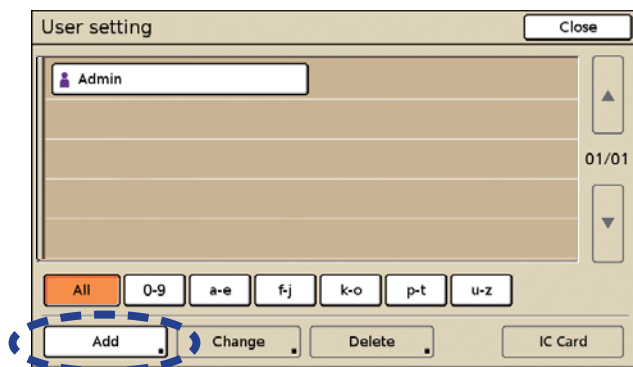 User setting Close
Admin
01/01
All 0-9 a-e f-j k-o p-t u-z
Add Change Delete IC Card